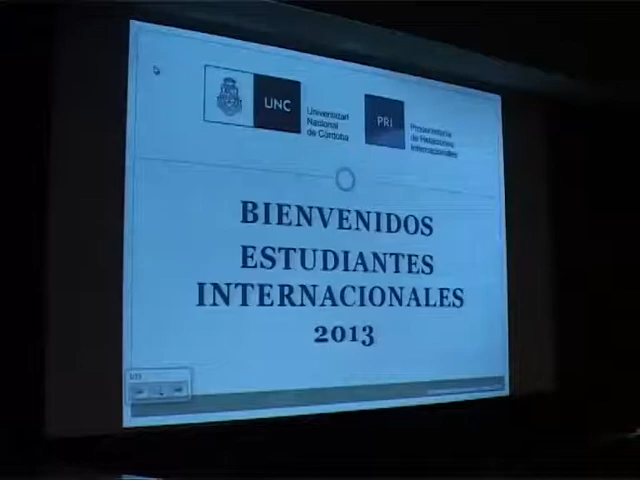 UNC
Universidad
Nacional
de Córdoba
PRI
Prosecretaría
de Relaciones
Internacionales
BIENVENIDOS
ESTUDIANTES
INTERNACIONALES
2013